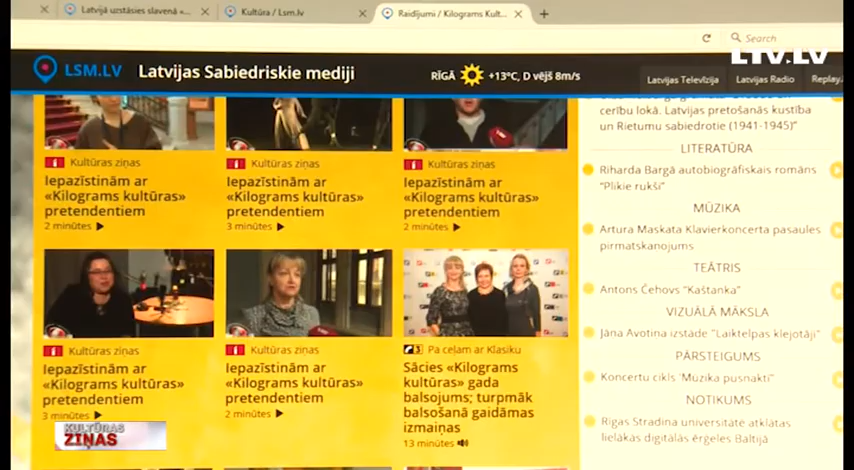 Latvijā uzstāsies slavenā «...
Kultūra / Lsm.lv
Raidījumi / Kilograms Kult...
Search
LTV.LV
LSM.LV Latvijas Sabiedriskie mediji
RĪGĀ +13°C, D vējš 8m/s
Latvijas Televīzija Latvijas Radio Replay.
Kultūras ziņas
Iepazīstinām ar
«Kilograms kultūras»
pretendentiem
2 minūtes
Kultūras ziņas
Iepazīstinām ar
«Kilograms kultūras»
pretendentiem
3 minūtes
Kultūras ziņas
Iepazīstinām ar
«Kilograms kultūras»
pretendentiem
2 minūtes
Kultūras ziņas
Iepazīstinām ar
«Kilograms kultūras»
pretendentiem
3 minūtes
Kultūras ziņas
Iepazīstinām ar
«Kilograms kultūras»
pretendentiem
2 minūtes
Pa ceļam ar Klasiku
Sācies «Kilograms
kultūras» gada
balsojums; turpmāk
balsošanā gaidāmas
izmaiņas
13 minūtes
cerību lokā. Latvijas pretošanās kustība
un Rietumu sabiedrotie (1941-1945)"
LITERATŪRA
Riharda Bargā autobiogrāfiskais romāns
"Plikie rukši"
MŪZIKA
Artura Maskata Klavierkoncerta pasaules
pirmatskaņojums
TEĀTRIS
Antons Čehovs "Kaštanka"
VIZUĀLĀ MĀKSLA
Jāņa Avotiņa izstāde "Laiktelpas klejotāji"
PĀRSTEIGUMS
Koncertu cikls "Mūzika pusnaktī"
NOTIKUMS
Rīgas Stradiņa universitātē atklātas
lielākās digitālās ērģeles Baltijā
KULTŪRAS
ZIŅAS